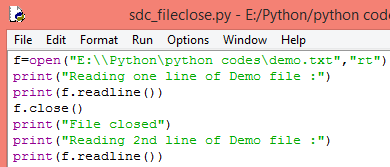 sdc_fileclose.py - E:/Python/python cod
File Edit Format Run Options Window Help
f=open("E:\\Python\python codes\demo.txt","rt")
print("Reading one line of Demo file :")
print(f.readline())
f.close()
print("File closed")
print("Reading 2nd line of Demo file :")
print(f.readline())